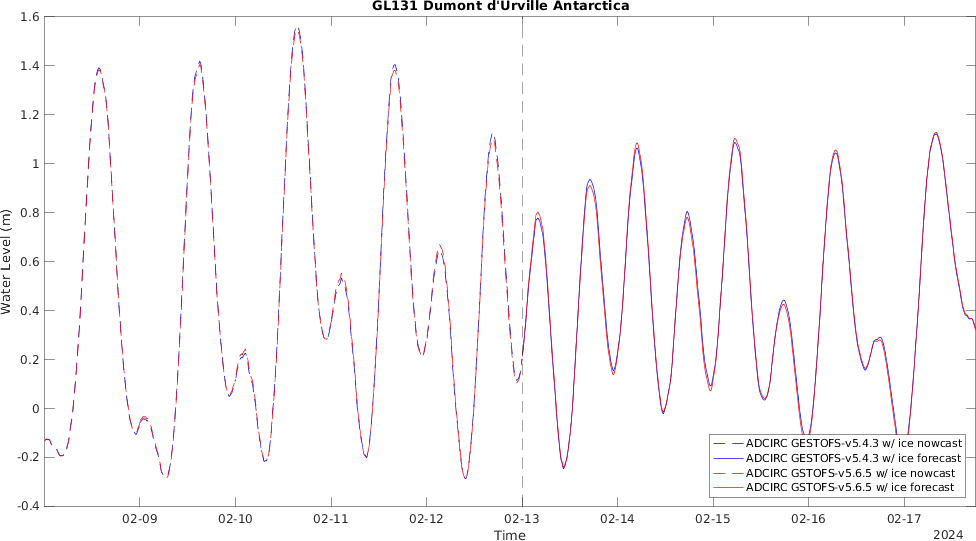 GL131 Dumont d'Urville Antarctica
1.6
1.4
1.2
1
0.8
0.6
0.4
0.2
0
-0.2
-0.4
Water Level (m)
ADCIRC GESTOFS-v5.4.3 w/ ice nowcast
ADCIRC GESTOFS-v5.4.3 w/ ice forecast
ADCIRC GSTOFS-v5.6.5 w/ ice nowcast
ADCIRC GSTOFS-v5.6.5 w/ ice forecast
02-09 02-10 02-11 02-12 02-13 02-14 02-15 02-16 02-17
Time
2024